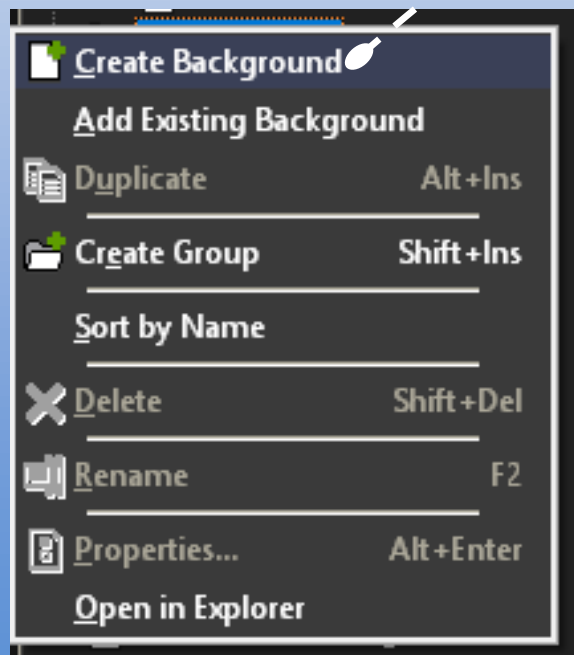 Create Background
Add Existing Background
Duplicate Alt+Ins
Create Group Shift+Ins
Sort by Name
Delete Shift+Del
Rename F2
Properties... Alt+Enter
Open in Explorer